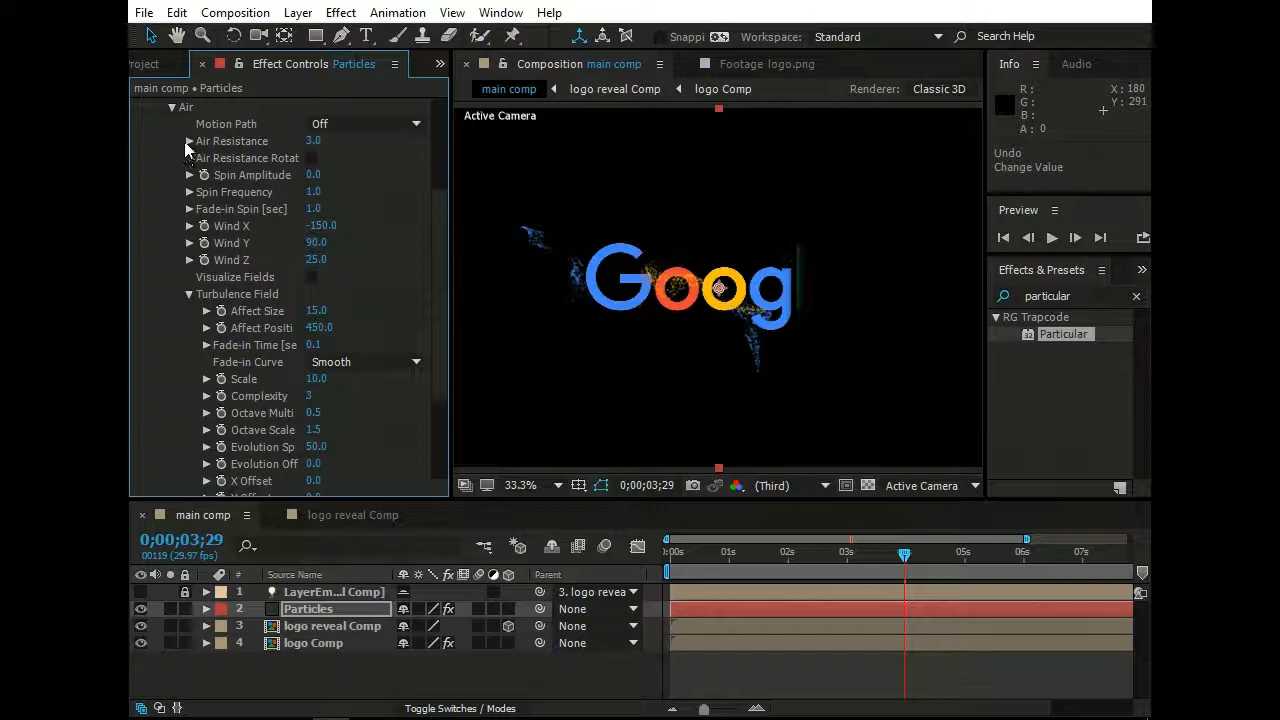 File Edit Composition Layer Effect Animation View Window Help
Snappi Workspace: Standard Search Help
roject Effect Controls Particles Composition main comp Footage logo.png Info Audio
main comp • Particles main comp logo reveal Comp logo Comp Renderer: Classic 3D
Active Camera
Air
Motion Path Off
Air Resistance 3.0
Air Resistance Rotat
Spin Amplitude 0.0
Spin Frequency 1.0
Fade-in Spin [sec] 1.0
Wind X -150.0
Wind Y 90.0
Wind Z 25.0
Visualize Fields
Turbulence Field
Affect Size 15.0
Affect Positi 450.0
Fade-in Time [se 0.1
Fade-in Curve Smooth
Scale 10.0
Complexity 3
Octave Multi 0.5
Octave Scale 1.5
Evolution Sp 50.0
Evolution Off 0.0
X Offset 0.0
Goog
R : X : 180
G : Y : 291
B :
A : 0
Undo
Change Value
Preview
Effects & Presets
particular
RG Trapcode
32 Particular
33.3% 0;00;03;29 (Third) Active Camera
main comp logo reveal Comp
0;00;03;29
00119 (29.97 fps)
:00s 01s 02s 03s 05s 06s 07s
# Source Name fx Parent
1 LayerEm...l Comp] 3. logo revea
2 Particles fx None
3 logo reveal Comp None
4 logo Comp fx None
Toggle Switches / Modes